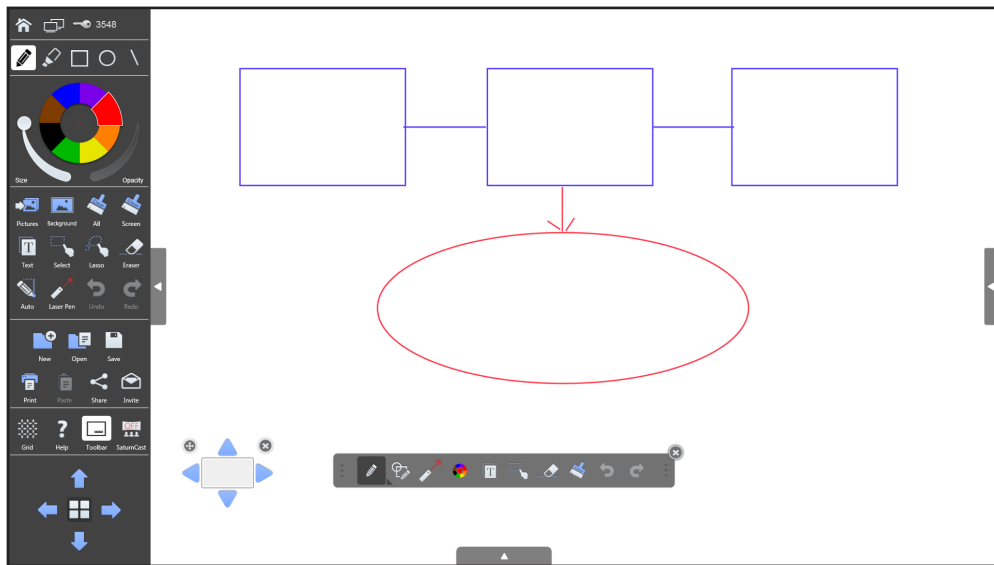 3548
Size Opacity
Pictures Background All Screen
Text Select Lasso Eraser
Auto Laser Pen Undo Redo
New Open Save
Print Paste Share Invite
OFF
Grid Help Toolbar SatumCast